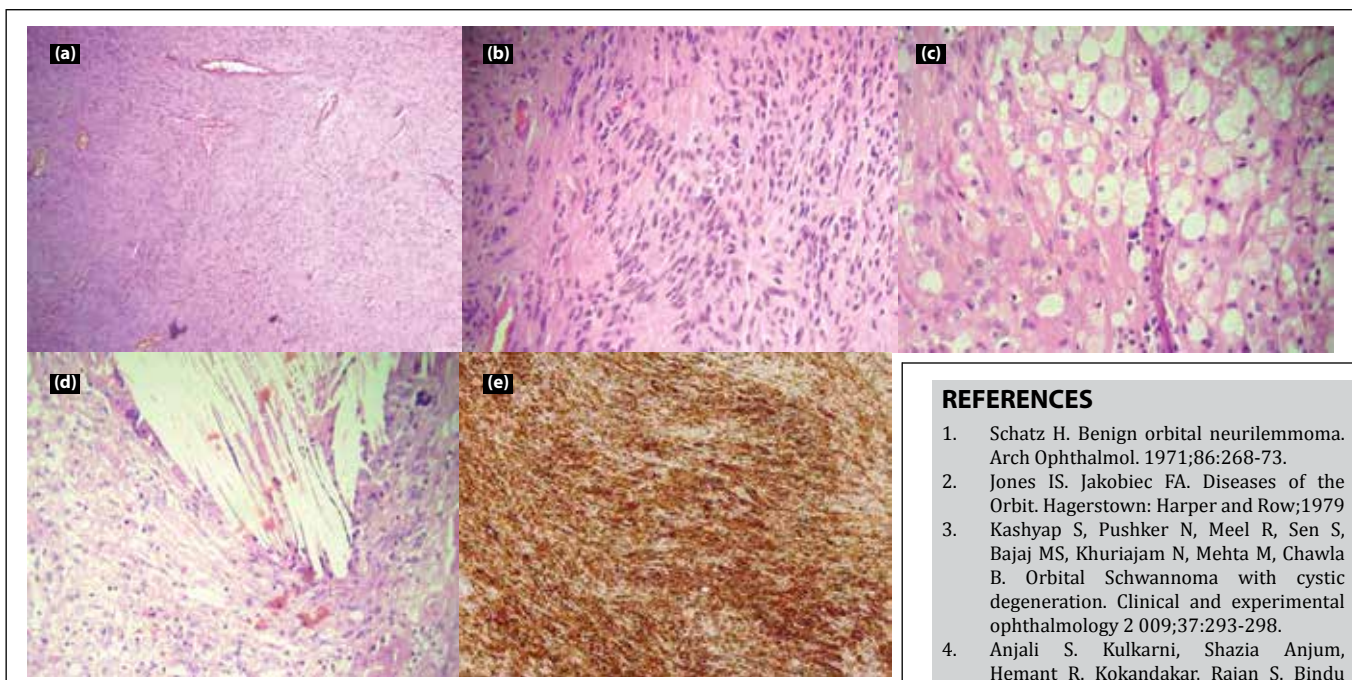 (a)
(b)
(c)
(d)
(e)
REFERENCES
1. Schatz H. Benign orbital neurilemmoma.
Arch Ophthalmol. 1971;86:268-73.
2. Jones IS. Jakobiec FA. Diseases of the
Orbit. Hagerstown: Harper and Row;1979
3. Kashyap S, Pushker N, Meel R, Sen S,
Bajaj MS, Khuriajam N, Mehta M, Chawla
B. Orbital Schwannoma with cystic
degeneration. Clinical and experimental
ophthalmology 2 009;37:293-298.
4. Anjali S. Kulkarni, Shazia Anjum,
Hemant R. Kokandakar, Rajan S. Bindu